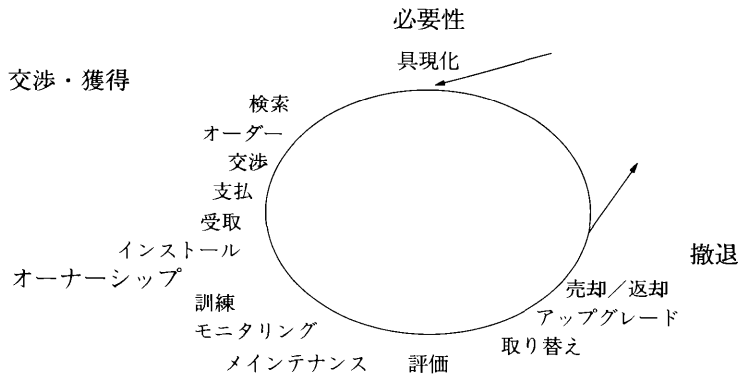 必要性
具現化
交渉・獲得
検索
オーダー
交渉
支払
受取
インストール
オーナーシップ
訓練
モニタリング
メインテナンス
評価
取り替え
アップグレード
売却／返却
撤退